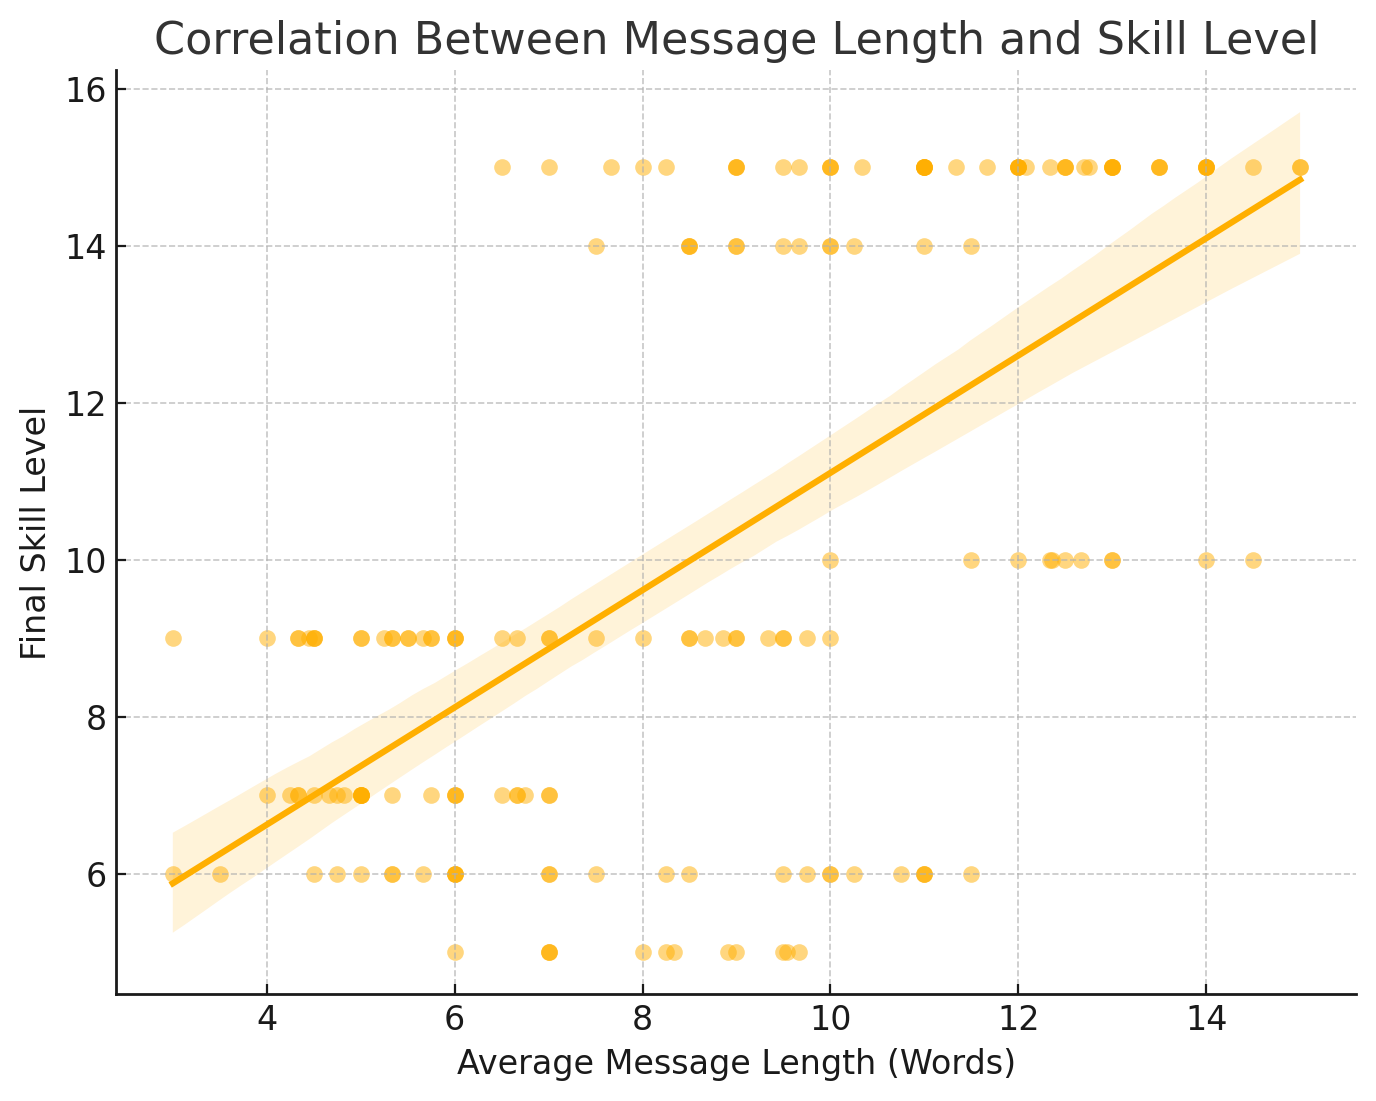 Correlation Between Message Length and Skill Level
16
14
12
10
8
6
Final Skill Level
4 6 8 10 12 14
Average Message Length (Words)